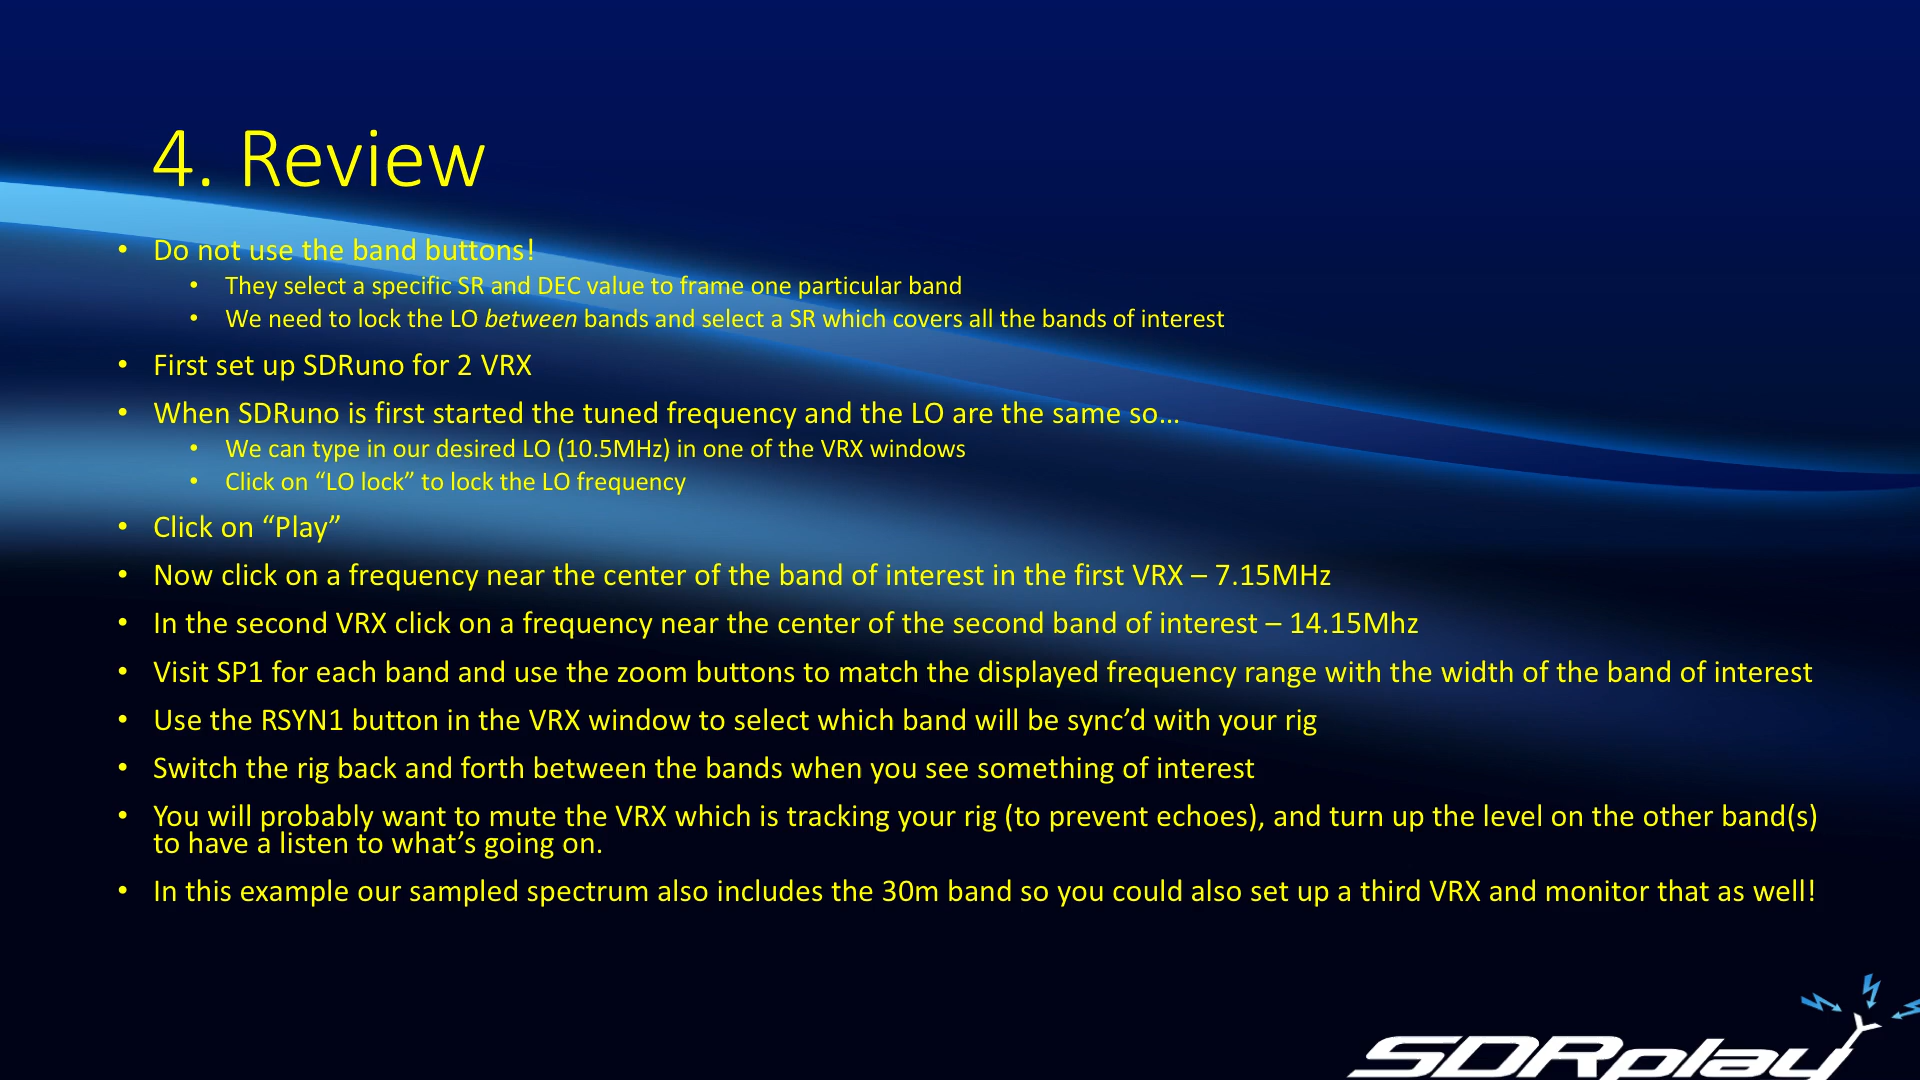 4. Review
• Do not use the band buttons!
• They select a specific SR and DEC value to frame one particular band
• We need to lock the LO between bands and select a SR which covers all the bands of interest
• First set up SDRuno for 2 VRX
• When SDRuno is first started the tuned frequency and the LO are the same so…
• We can type in our desired LO (10.5MHz) in one of the VRX windows
• Click on “LO lock” to lock the LO frequency
• Click on “Play”
• Now click on a frequency near the center of the band of interest in the first VRX – 7.15MHz
• In the second VRX click on a frequency near the center of the second band of interest – 14.15Mhz
• Visit SP1 for each band and use the zoom buttons to match the displayed frequency range with the width of the band of interest
• Use the RSYN1 button in the VRX window to select which band will be sync’d with your rig
• Switch the rig back and forth between the bands when you see something of interest
• You will probably want to mute the VRX which is tracking your rig (to prevent echoes), and turn up the level on the other band(s)
to have a listen to what’s going on.
• In this example our sampled spectrum also includes the 30m band so you could also set up a third VRX and monitor that as well!
SDRplay